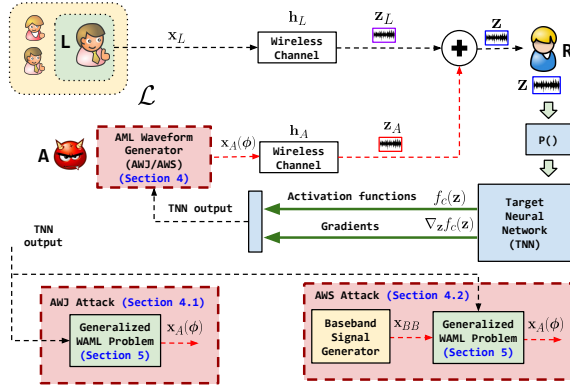 L
x_L
h_L
Wireless
Channel
z_L
+
z
R
z
ℒ
P()
A
AML Waveform
Generator
(AWJ/AWS)
(Section 4)
x_A(ϕ)
h_A
Wireless
Channel
z_A
TNN output
Activation functions
f_c(z)
Gradients
∇_z f_c(z)
Target
Neural
Network
(TNN)
TNN
output
AWJ Attack (Section 4.1)
Generalized
WAML Problem
(Section 5)
x_A(ϕ)
AWS Attack (Section 4.2)
Baseband
Signal
Generator
x_BB
Generalized
WAML Problem
(Section 5)
x_A(ϕ)